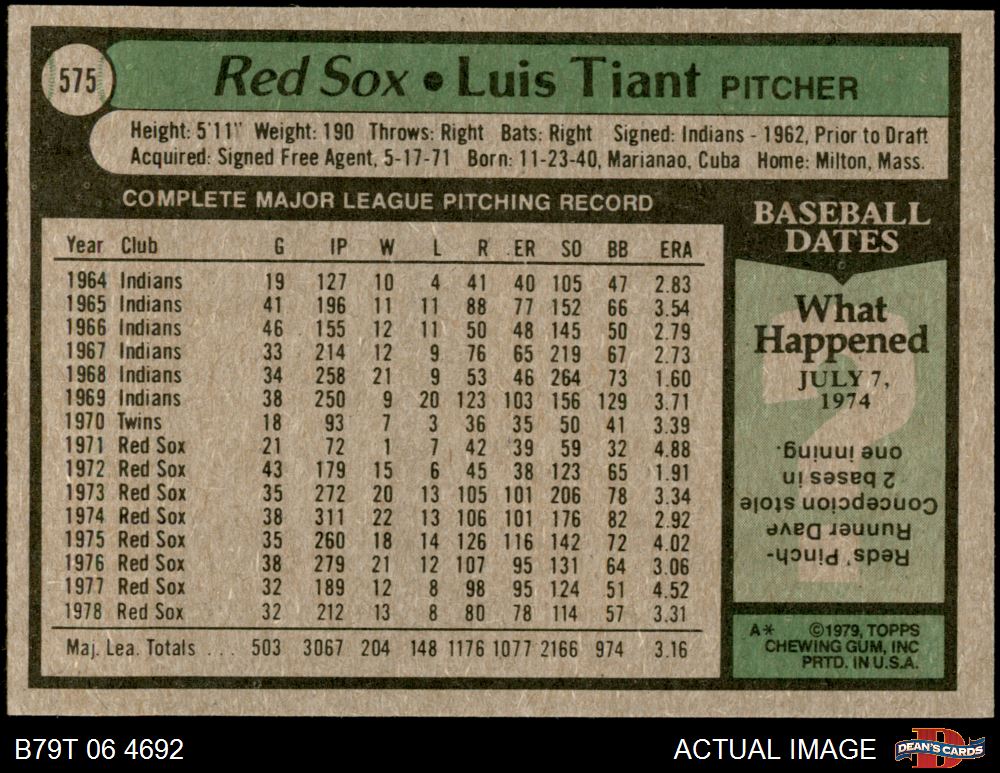 575
Red Sox • Luis Tiant PITCHER
Height: 5'11" Weight: 190 Throws: Right Bats: Right Signed: Indians - 1962, Prior to Draft
Acquired: Signed Free Agent, 5-17-71 Born: 11-23-40, Marianao, Cuba Home: Milton, Mass.
COMPLETE MAJOR LEAGUE PITCHING RECORD
Year Club G IP W L R ER SO BB ERA
1964 Indians 19 127 10 4 41 40 105 47 2.83
1965 Indians 41 196 11 11 88 77 152 66 3.54
1966 Indians 46 155 12 11 50 48 145 50 2.79
1967 Indians 33 214 12 9 76 65 219 67 2.73
1968 Indians 34 258 21 9 53 46 264 73 1.60
1969 Indians 38 250 9 20 123 103 156 129 3.71
1970 Twins 18 93 7 3 36 35 50 41 3.39
1971 Red Sox 21 72 1 7 42 39 59 32 4.88
1972 Red Sox 43 179 15 6 45 38 123 65 1.91
1973 Red Sox 35 272 20 13 105 101 206 78 3.34
1974 Red Sox 38 311 22 13 106 101 176 82 2.92
1975 Red Sox 35 260 18 14 126 116 142 72 4.02
1976 Red Sox 38 279 21 12 107 95 131 64 3.06
1977 Red Sox 32 189 12 8 98 95 124 51 4.52
1978 Red Sox 32 212 13 8 80 78 114 57 3.31
Maj. Lea. Totals ... 503 3067 204 148 1176 1077 2166 974 3.16
BASEBALL
DATES
What
Happened
JULY 7,
1974
Reds' Pinch-
Runner Dave
Concepcion stole
2 bases in
one inning.
A* ©1979, TOPPS
CHEWING GUM, INC
PRTD. IN U.S.A.
B79T 06 4692
ACTUAL IMAGE
DEAN'S CARDS